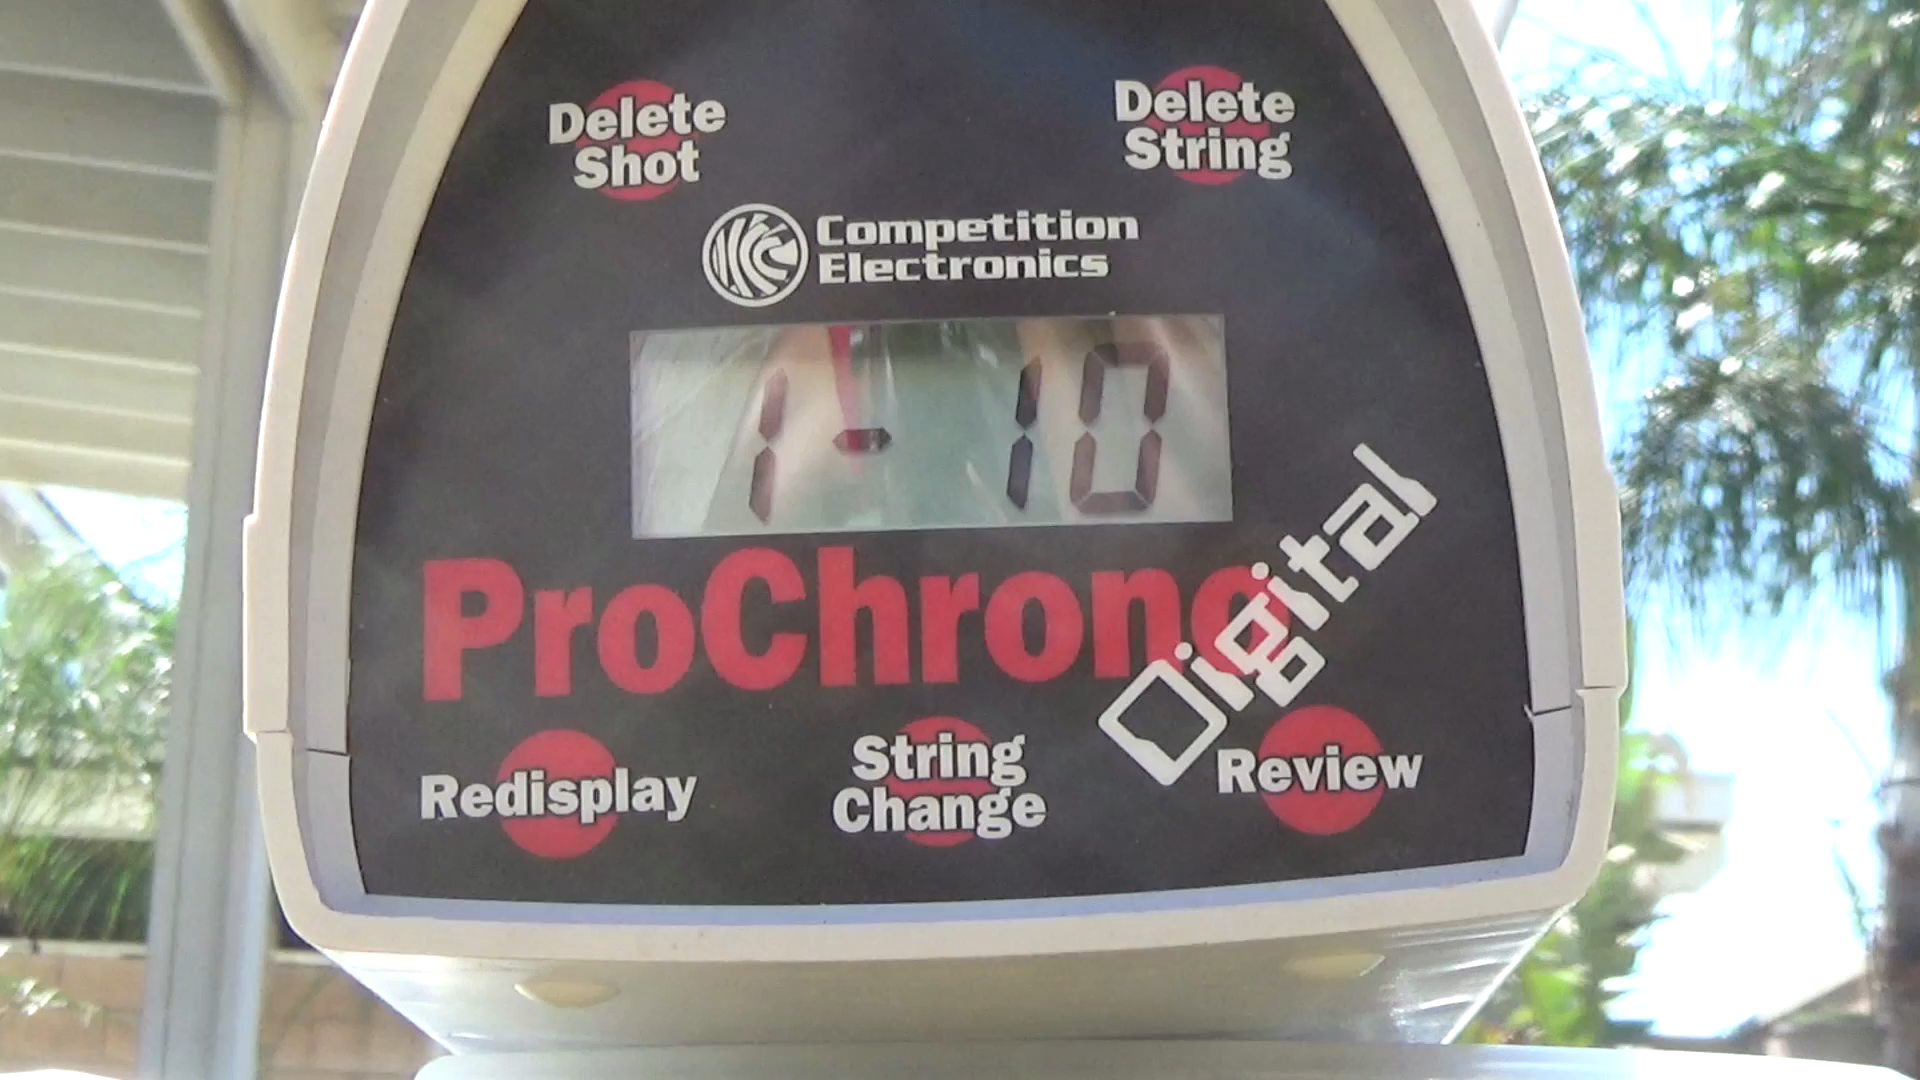 Delete
Shot
Delete
String
Competition
Electronics
1- 10
ProChrono
Digital
Redisplay
String
Change
Review